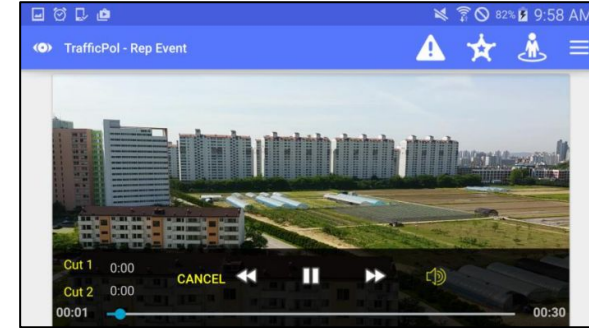 82% 9:58 AM
TrafficPol - Rep Event
Cut 1 0:00
CANCEL
Cut 2 0:00
00:01 00:30